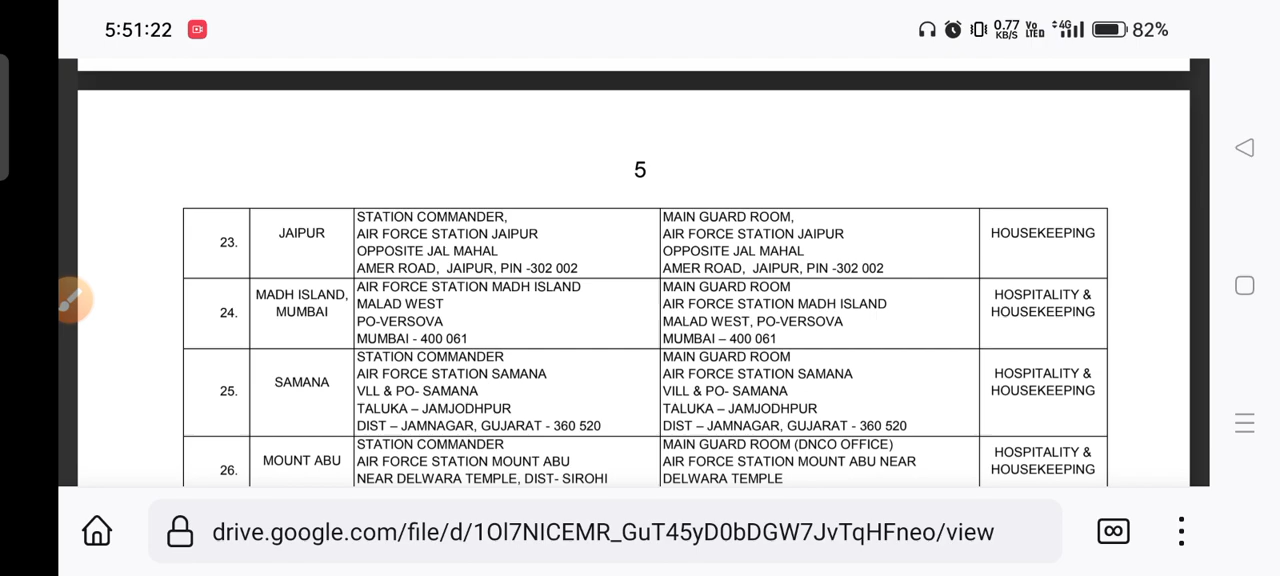 5:51:22
0.77
KB/S
Vo
LTE
4G
82%
5
23.
JAIPUR
STATION COMMANDER,
AIR FORCE STATION JAIPUR
OPPOSITE JAL MAHAL
AMER ROAD, JAIPUR, PIN -302 002
MAIN GUARD ROOM,
AIR FORCE STATION JAIPUR
OPPOSITE JAL MAHAL
AMER ROAD, JAIPUR, PIN -302 002
HOUSEKEEPING
24.
MADH ISLAND,
MUMBAI
AIR FORCE STATION MADH ISLAND
MALAD WEST
PO-VERSOVA
MUMBAI - 400 061
MAIN GUARD ROOM
AIR FORCE STATION MADH ISLAND
MALAD WEST, PO-VERSOVA
MUMBAI – 400 061
HOSPITALITY &
HOUSEKEEPING
25.
SAMANA
STATION COMMANDER
AIR FORCE STATION SAMANA
VLL & PO- SAMANA
TALUKA – JAMJODHPUR
DIST – JAMNAGAR, GUJARAT - 360 520
MAIN GUARD ROOM
AIR FORCE STATION SAMANA
VILL & PO- SAMANA
TALUKA – JAMJODHPUR
DIST – JAMNAGAR, GUJARAT - 360 520
HOSPITALITY &
HOUSEKEEPING
26.
MOUNT ABU
STATION COMMANDER
AIR FORCE STATION MOUNT ABU
NEAR DELWARA TEMPLE, DIST- SIROHI
MAIN GUARD ROOM (DNCO OFFICE)
AIR FORCE STATION MOUNT ABU NEAR
DELWARA TEMPLE
HOSPITALITY &
HOUSEKEEPING
drive.google.com/file/d/1Ol7NICEMR_GuT45yD0bDGW7JvTqHFneo/view